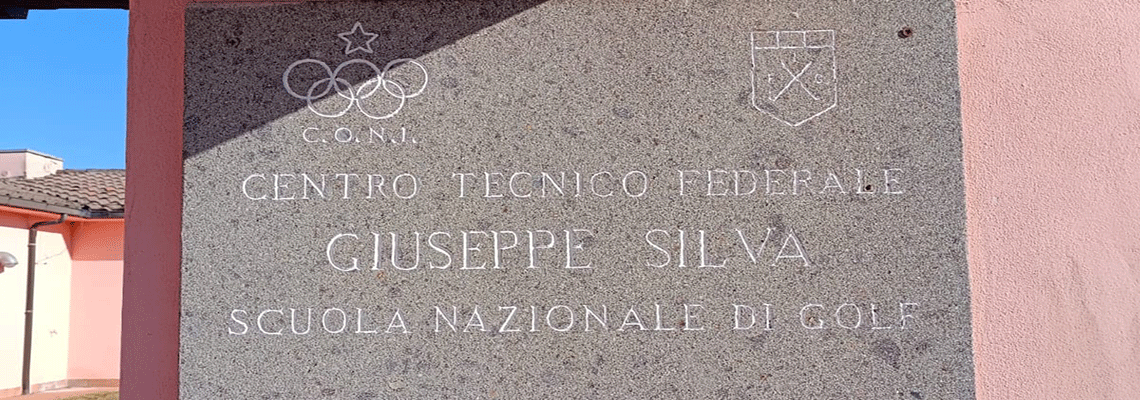 C.O.N.I.
F I G
CENTRO TECNICO FEDERALE
GIUSEPPE SILVA
SCUOLA NAZIONALE DI GOLF